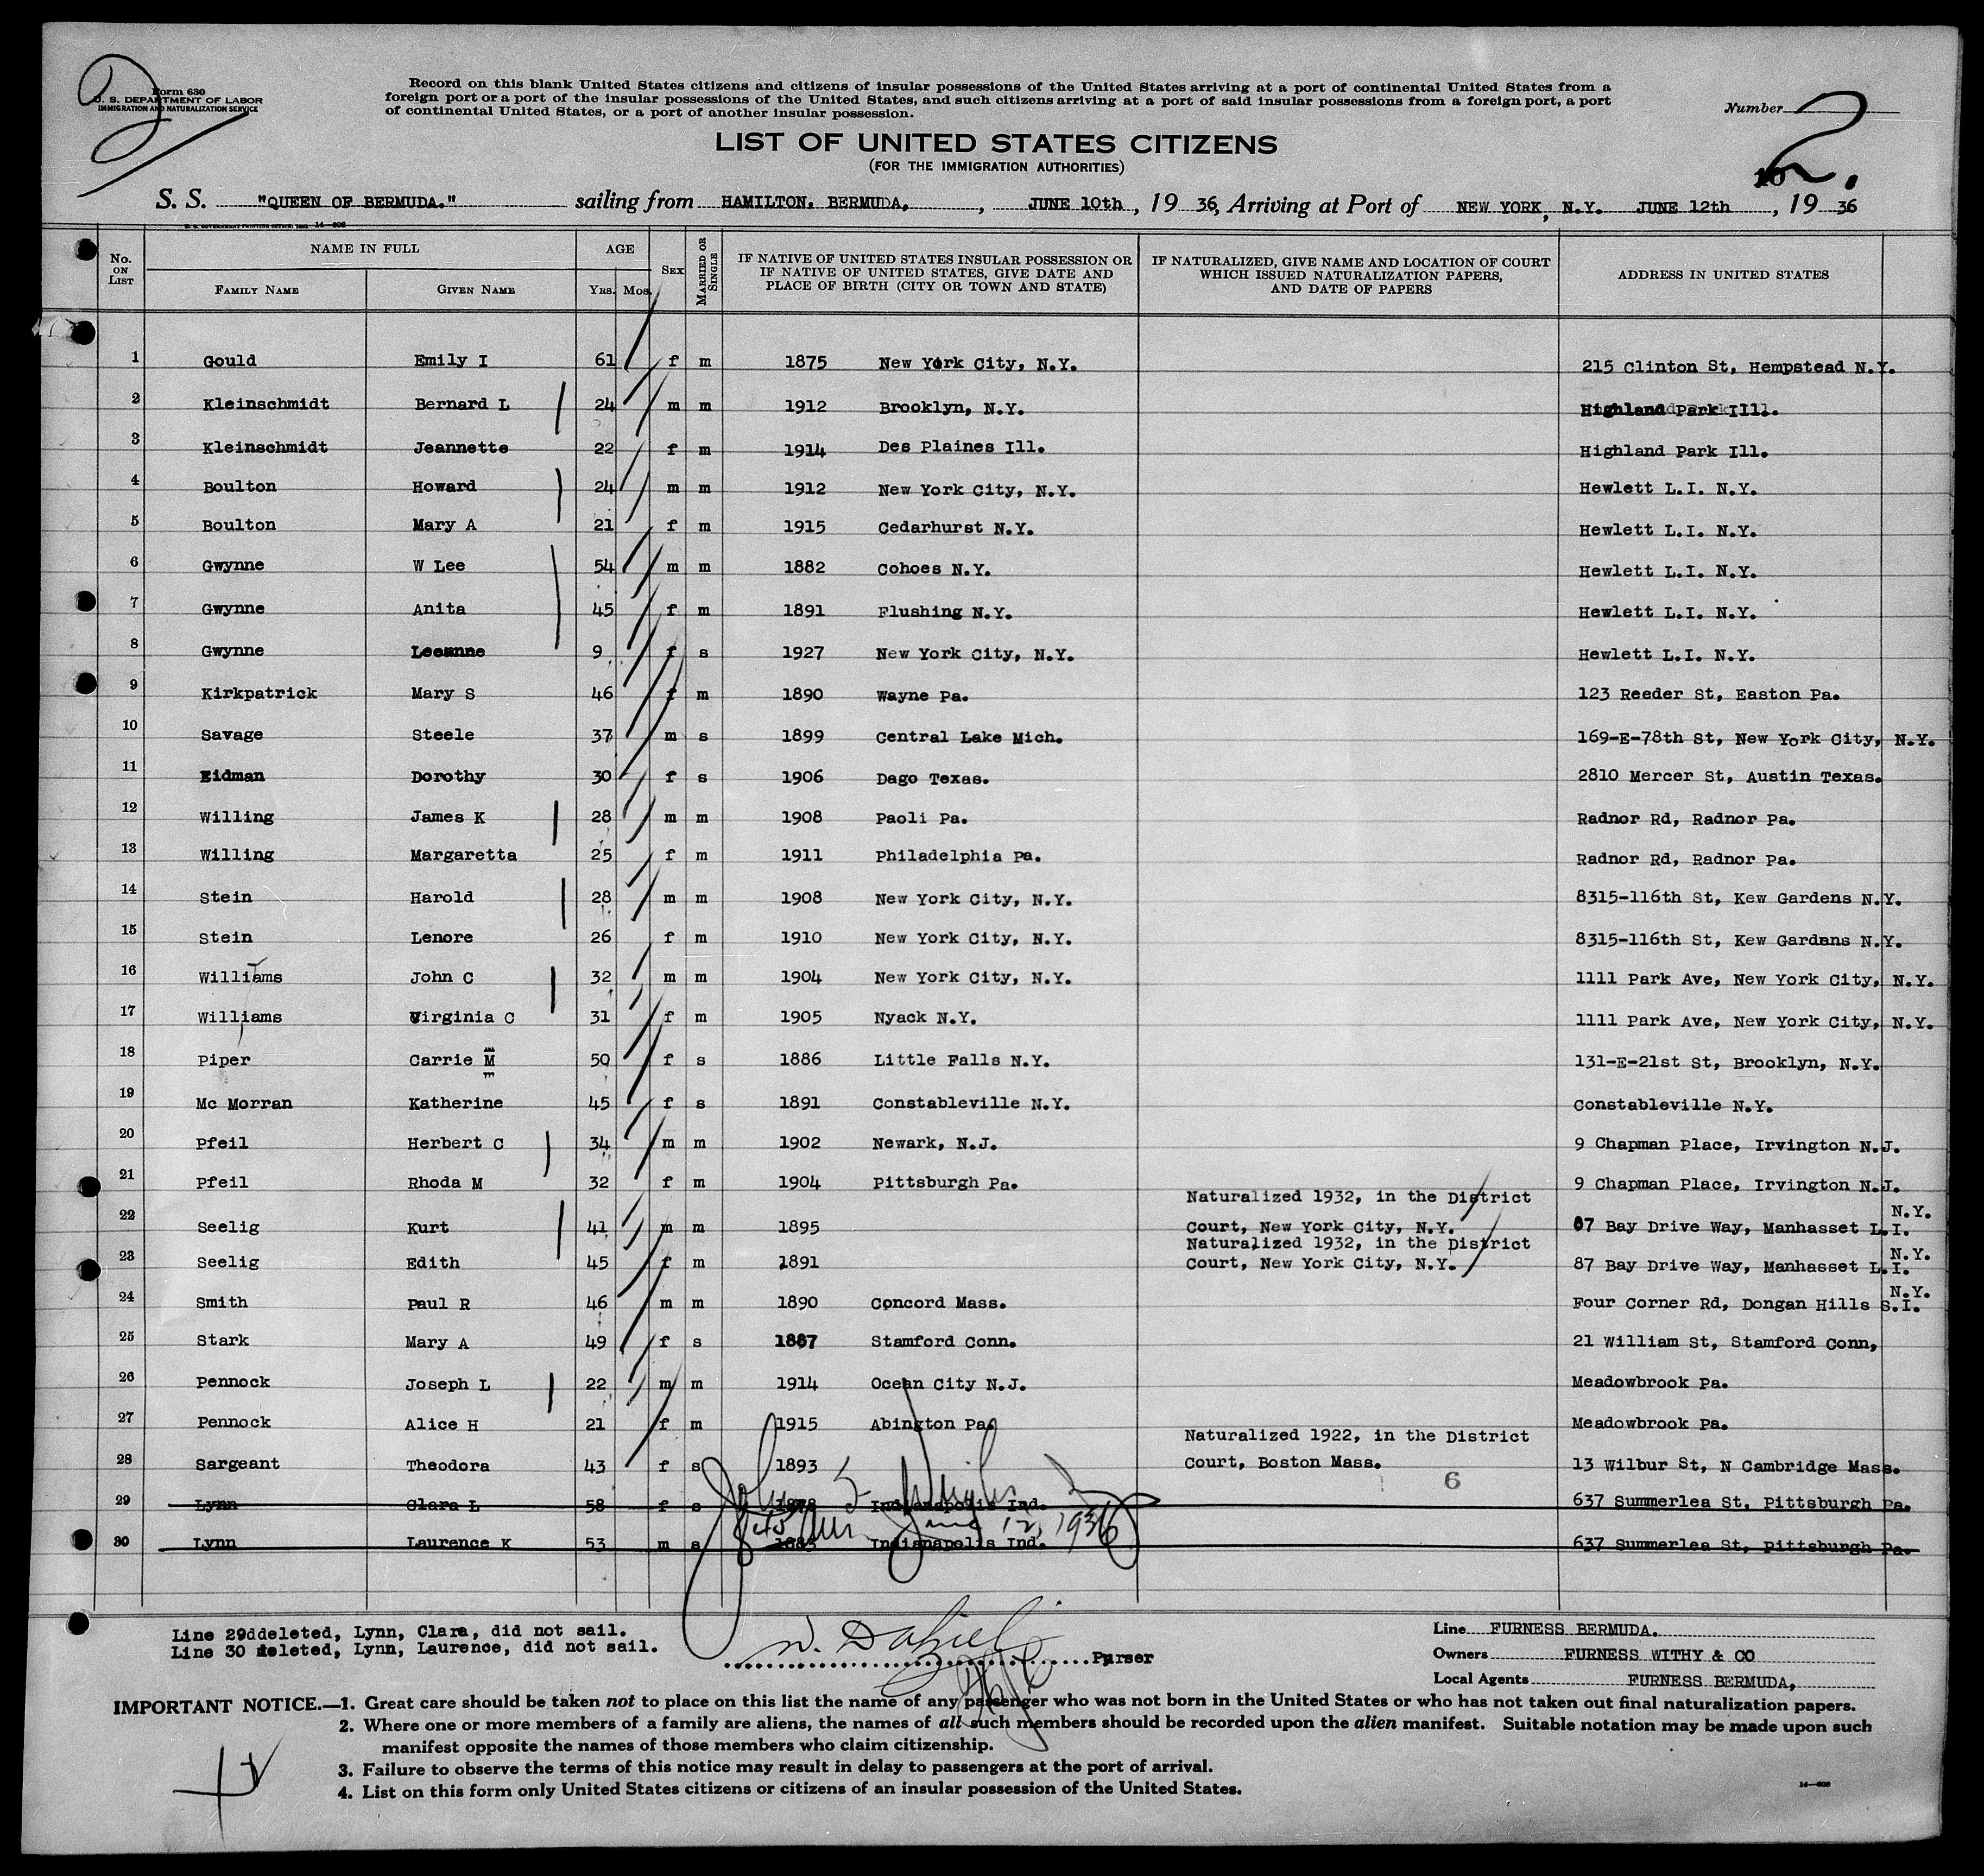 Form 630
U. S. DEPARTMENT OF LABOR
IMMIGRATION AND NATURALIZATION SERVICE
Record on this blank United States citizens and citizens of insular possessions of the United States arriving at a port of continental United States from a
foreign port or a port of the insular possessions of the United States, and such citizens arriving at a port of said insular possessions from a foreign port, a port
of continental United States, or a port of another insular possession.
Number
2.
10
LIST OF UNITED STATES CITIZENS
(FOR THE IMMIGRATION AUTHORITIES)
S. S. "QUEEN OF BERMUDA." sailing from HAMILTON. BERMUDA, , JUNE 10th , 19 36, Arriving at Port of NEW YORK, N.Y. JUNE 12th , 19 36
No. ON LIST NAME IN FULL FAMILY NAME GIVEN NAME AGE YRS. MOS. SEX MARRIED OR SINGLE IF NATIVE OF UNITED STATES INSULAR POSSESSION OR IF NATIVE OF UNITED STATES, GIVE DATE AND PLACE OF BIRTH (CITY OR TOWN AND STATE) IF NATURALIZED, GIVE NAME AND LOCATION OF COURT WHICH ISSUED NATURALIZATION PAPERS, AND DATE OF PAPERS ADDRESS IN UNITED STATES
1 Gould Emily I 61 f m 1875 New York City, N.Y. 215 Clinton St, Hempstead N.Y.
2 Kleinschmidt Bernard L 24 m m 1912 Brooklyn, N.Y. Highland Park Ill.
3 Kleinschmidt Jeannette 22 f m 1914 Des Plaines Ill. Highland Park Ill.
4 Boulton Howard 24 m m 1912 New York City, N.Y. Hewlett L.I. N.Y.
5 Boulton Mary A 21 f m 1915 Cedarhurst N.Y. Hewlett L.I. N.Y.
6 Gwynne W Lee 54 m m 1882 Cohoes N.Y. Hewlett L.I. N.Y.
7 Gwynne Anita 45 f m 1891 Flushing N.Y. Hewlett L.I. N.Y.
8 Gwynne Leeanne 9 f s 1927 New York City, N.Y. Hewlett L.I. N.Y.
9 Kirkpatrick Mary S 46 f m 1890 Wayne Pa. 123 Reeder St, Easton Pa.
10 Savage Steele 37 m s 1899 Central Lake Mich. 169-E-78th St, New York City, N.Y.
11 Eidman Dorothy 30 f s 1906 Dago Texas. 2810 Mercer St, Austin Texas.
12 Willing James K 28 m m 1908 Paoli Pa. Radnor Rd, Radnor Pa.
13 Willing Margaretta 25 f m 1911 Philadelphia Pa. Radnor Rd, Radnor Pa.
14 Stein Harold 28 m m 1908 New York City, N.Y. 8315-116th St, Kew Gardens N.Y.
15 Stein Lenore 26 f m 1910 New York City, N.Y. 8315-116th St, Kew Gardens N.Y.
16 Williams John C 32 m m 1904 New York City, N.Y. 1111 Park Ave, New York City, N.Y.
17 Williams Virginia C 31 f m 1905 Nyack N.Y. 1111 Park Ave, New York City, N.Y.
18 Piper Carrie M 50 f s 1886 Little Falls N.Y. 131-E-21st St, Brooklyn, N.Y.
19 Mc Morran Katherine 45 f s 1891 Constableville N.Y. Constableville N.Y.
20 Pfeil Herbert C 34 m m 1902 Newark, N.J. 9 Chapman Place, Irvington N.J.
21 Pfeil Rhoda M 32 f m 1904 Pittsburgh Pa. 9 Chapman Place, Irvington N.J.
Naturalized 1932, in the District
22 Seelig Kurt 41 m m 1895 Court, New York City, N.Y. 87 Bay Drive Way, Manhasset L.I. N.Y.
Naturalized 1932, in the District
23 Seelig Edith 45 f m 1891 Court, New York City, N.Y. 87 Bay Drive Way, Manhasset L.I. N.Y.
24 Smith Paul R 46 m m 1890 Concord Mass. Four Corner Rd, Dongan Hills S.I. N.Y.
25 Stark Mary A 49 f s 1887 Stamford Conn. 21 William St, Stamford Conn,
26 Pennock Joseph L 22 m m 1914 Ocean City N.J. Meadowbrook Pa.
27 Pennock Alice H 21 f m 1915 Abington Pa. Meadowbrook Pa.
Naturalized 1922, in the District
28 Sargeant Theodora 43 f s 1893 Court, Boston Mass. 13 Wilbur St, N Cambridge Mass.
6
29 Lynn Clara L 58 f s 1878 Indianapolis Ind. 637 Summerlea St, Pittsburgh Pa.
June 12, 1936
30 Lynn Laurence K 53 m s 1883 Indianapolis Ind. 637 Summerlea St, Pittsburgh Pa.
Line 29ddeleted, Lynn, Clara, did not sail.
Line 30 deleted, Lynn, Laurence, did not sail.
Purser
Line FURNESS BERMUDA.
Owners FURNESS WITHY & CO
Local Agents FURNESS BERMUDA,
IMPORTANT NOTICE.—1. Great care should be taken not to place on this list the name of any passenger who was not born in the United States or who has not taken out final naturalization papers.
2. Where one or more members of a family are aliens, the names of all such members should be recorded upon the alien manifest. Suitable notation may be made upon such
manifest opposite the names of those members who claim citizenship.
3. Failure to observe the terms of this notice may result in delay to passengers at the port of arrival.
4. List on this form only United States citizens or citizens of an insular possession of the United States.